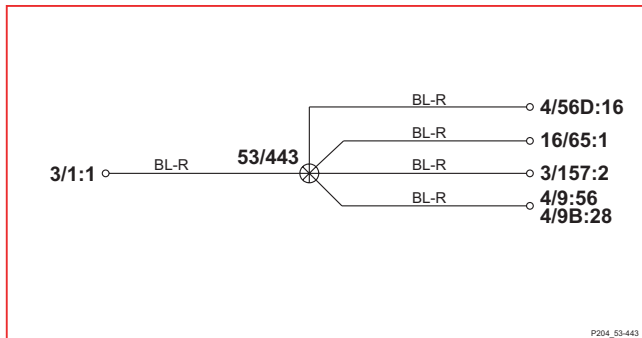 BL-R
4/56D:16
BL-R
16/65:1
53/443
3/1:1
BL-R
BL-R
3/157:2
BL-R
4/9:56
4/9B:28
P204_53-443